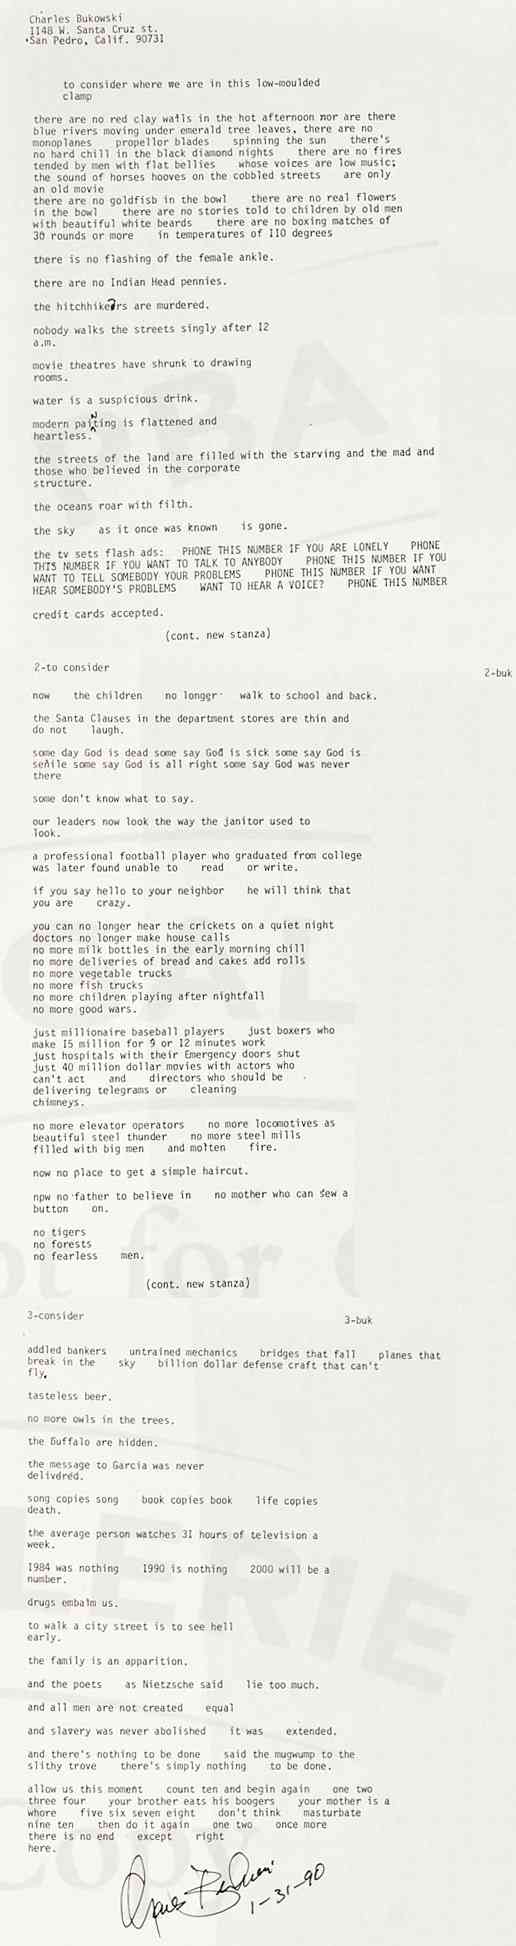 Charles Bukowski
1148 W. Santa Cruz st.
San Pedro, Calif. 90731
to consider where we are in this low-moulded
clamp
there are no red clay walls in the hot afternoon nor are there
blue rivers moving under emerald tree leaves, there are no
monoplanes propellor blades spinning the sun there's
no hard chill in the black diamond nights there are no fires
tended by men with flat bellies whose voices are low music;
the sound of horses hooves on the cobbled streets are only
an old movie
there are no goldfisb in the bowl there are no real flowers
in the bowl there are no stories told to children by old men
with beautiful white beards there are no boxing matches of
30 rounds or more in temperatures of 110 degrees
there is no flashing of the female ankle.
there are no Indian Head pennies.
the hitchhikers are murdered.
nobody walks the streets singly after 12
a.m.
movie theatres have shrunk to drawing
rooms.
water is a suspicious drink.
modern painting is flattened and
heartless.
the streets of the land are filled with the starving and the mad and
those who believed in the corporate
structure.
the oceans roar with filth.
the sky as it once was known is gone.
the tv sets flash ads: PHONE THIS NUMBER IF YOU ARE LONELY PHONE
THIS NUMBER IF YOU WANT TO TALK TO ANYBODY PHONE THIS NUMBER IF YOU
WANT TO TELL SOMEBODY YOUR PROBLEMS PHONE THIS NUMBER IF YOU WANT
HEAR SOMEBODY'S PROBLEMS WANT TO HEAR A VOICE? PHONE THIS NUMBER
credit cards accepted.
(cont. new stanza)
2-to consider
2-buk
now the children no longer walk to school and back.
the Santa Clauses in the department stores are thin and
do not laugh.
some day God is dead some say God is sick some say God is
senile some say God is all right some say God was never
there
some don't know what to say.
our leaders now look the way the janitor used to
look.
a professional football player who graduated from college
was later found unable to read or write.
if you say hello to your neighbor he will think that
you are crazy.
you can no longer hear the crickets on a quiet night
doctors no longer make house calls
no more milk bottles in the early morning chill
no more deliveries of bread and cakes add rolls
no more vegetable trucks
no more fish trucks
no more children playing after nightfall
no more good wars.
just millionaire baseball players just boxers who
make 15 million for 9 or 12 minutes work
just hospitals with their Emergency doors shut
just 40 million dollar movies with actors who
can't act and directors who should be
delivering telegrams or cleaning
chimneys.
no more elevator operators no more locomotives as
beautiful steel thunder no more steel mills
filled with big men and molten fire.
now no place to get a simple haircut.
npw no father to believe in no mother who can sew a
button on.
no tigers
no forests
no fearless men.
(cont. new stanza)
3-consider
3-buk
addled bankers untrained mechanics bridges that fall planes that
break in the sky billion dollar defense craft that can't
fly.
tasteless beer.
no more owls in the trees.
the buffalo are hidden.
the message to Garcia was never
delivdred.
song copies song book copies book life copies
death.
the average person watches 31 hours of television a
week.
1984 was nothing 1990 is nothing 2000 will be a
number.
drugs embalm us.
to walk a city street is to see hell
early.
the family is an apparition.
and the poets as Nietzsche said lie too much.
and all men are not created equal
and slavery was never abolished it was extended.
and there's nothing to be done said the mugwump to the
slithy trove there's simply nothing to be done.
allow us this moment count ten and begin again one two
three four your brother eats his boogers your mother is a
whore five six seven eight don't think masturbate
nine ten then do it again one two once more
there is no end except right
here.
Charles Bukowski
1-31-90